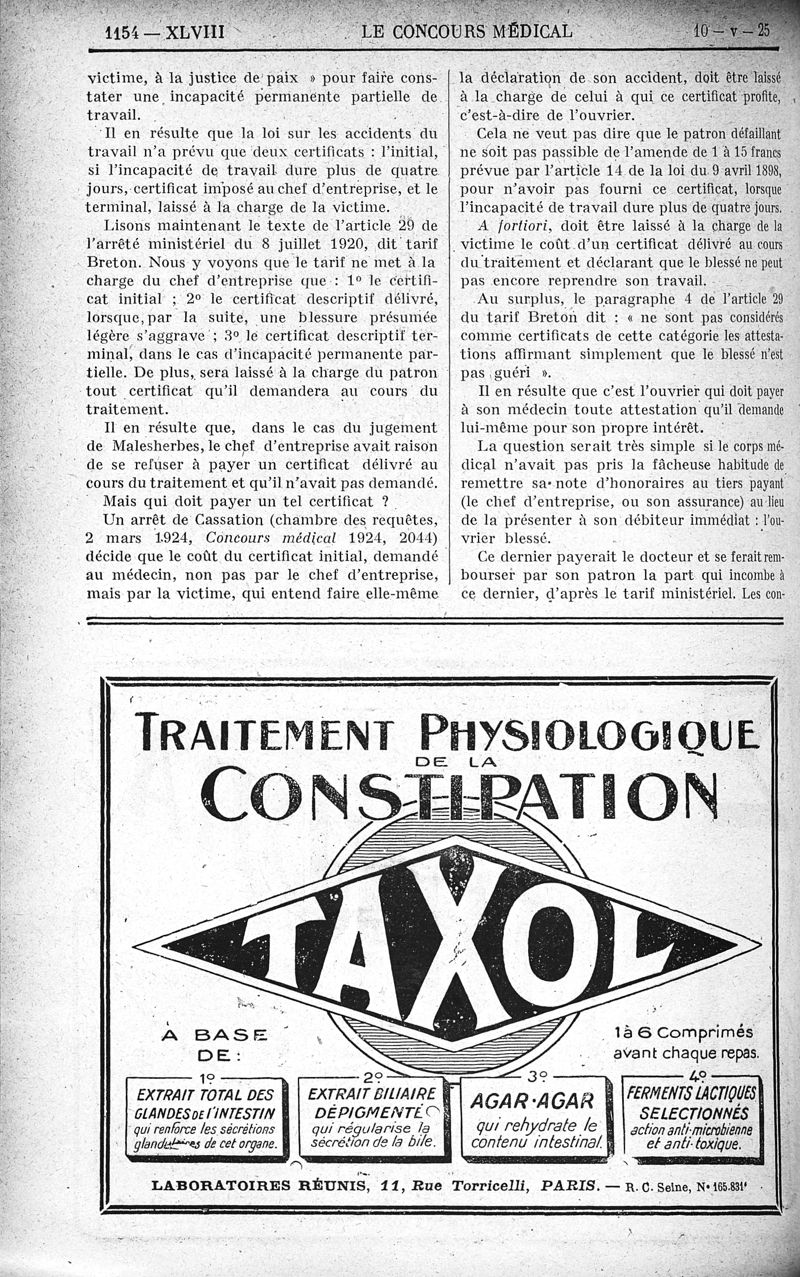 1154 — XLVIII
LE CONCOURS MÉDICAL
10 — v — 25
victime, à la justice de paix » pour faire cons-
tater une incapacité permanente partielle de
travail.
Il en résulte que la loi sur les accidents du
travail n'a prévu que deux certificats : l'initial,
si l'incapacité de travail dure plus de quatre
jours, certificat imposé au chef d'entreprise, et le
terminal, laissé à la charge de la victime.
Lisons maintenant le texte de l'article 29 de
l'arrêté ministériel du 8 juillet 1920, dit tarif
Breton. Nous y voyons que le tarif ne met à la
charge du chef d'entreprise que : 1º le certifi-
cat initial ; 2º le certificat descriptif délivré,
lorsque, par la suite, une blessure présumée
légère s'aggrave ; 3º le certificat descriptif ter-
minal, dans le cas d'incapacité permanente par-
tielle. De plus, sera laissé à la charge du patron
tout certificat qu'il demandera au cours du
traitement.
Il en résulte que, dans le cas du jugement
de Malesherbes, le chef d'entreprise avait raison
de se refuser à payer un certificat délivré au
cours du traitement et qu'il n'avait pas demandé.
Mais qui doit payer un tel certificat ?
Un arrêt de Cassation (chambre des requêtes,
2 mars 1924, Concours médical 1924, 2044)
décide que le coût du certificat initial, demandé
au médecin, non pas par le chef d'entreprise,
mais par la victime, qui entend faire elle-même
la déclaration de son accident, doit être laissé
à la charge de celui à qui ce certificat profite,
c'est-à-dire de l'ouvrier.
Cela ne veut pas dire que le patron défaillant
ne soit pas passible de l'amende de 1 à 15 francs
prévue par l'article 14 de la loi du 9 avril 1898,
pour n'avoir pas fourni ce certificat, lorsque
l'incapacité de travail dure plus de quatre jours.
A fortiori, doit être laissé à la charge de la
victime le coût d'un certificat délivré au cours
du traitement et déclarant que le blessé ne peut
pas encore reprendre son travail.
Au surplus, le paragraphe 4 de l'article 29
du tarif Breton dit : « ne sont pas considérés
comme certificats de cette catégorie les attesta-
tions affirmant simplement que le blessé n'est
pas guéri ».
Il en résulte que c'est l'ouvrier qui doit payer
à son médecin toute attestation qu'il demande
lui-même pour son propre intérêt.
La question serait très simple si le corps mé-
dical n'avait pas pris la fâcheuse habitude de
remettre sa note d'honoraires au tiers payant
(le chef d'entreprise, ou son assurance) au lieu
de la présenter à son débiteur immédiat : l'ou-
vrier blessé.
Ce dernier payerait le docteur et se ferait rem-
bourser par son patron la part qui incombe à
ce dernier, d'après le tarif ministériel. Les con-
TRAITEMENT PHYSIOLOGIQUE
DE LA
CONSTIPATION
TAXOL
À BASE
DE :
1 à 6 Comprimés
avant chaque repas.
1º
EXTRAIT TOTAL DES
GLANDES DE l'INTESTIN
qui renforce les sécrétions
glandulaires de cet organe.
2º
EXTRAIT BILIAIRE
DÉPIGMENTÉ
qui régularise la
sécrétion de la bile.
3º
AGAR-AGAR
qui rehydrate le
contenu intestinal.
4º
FERMENTS LACTIQUES
SELECTIONNÉS
action anti-microbienne
et anti-toxique.
LABORATOIRES RÉUNIS, 11, Rue Torricelli, PARIS. — R. C. Seine, Nº 165.831